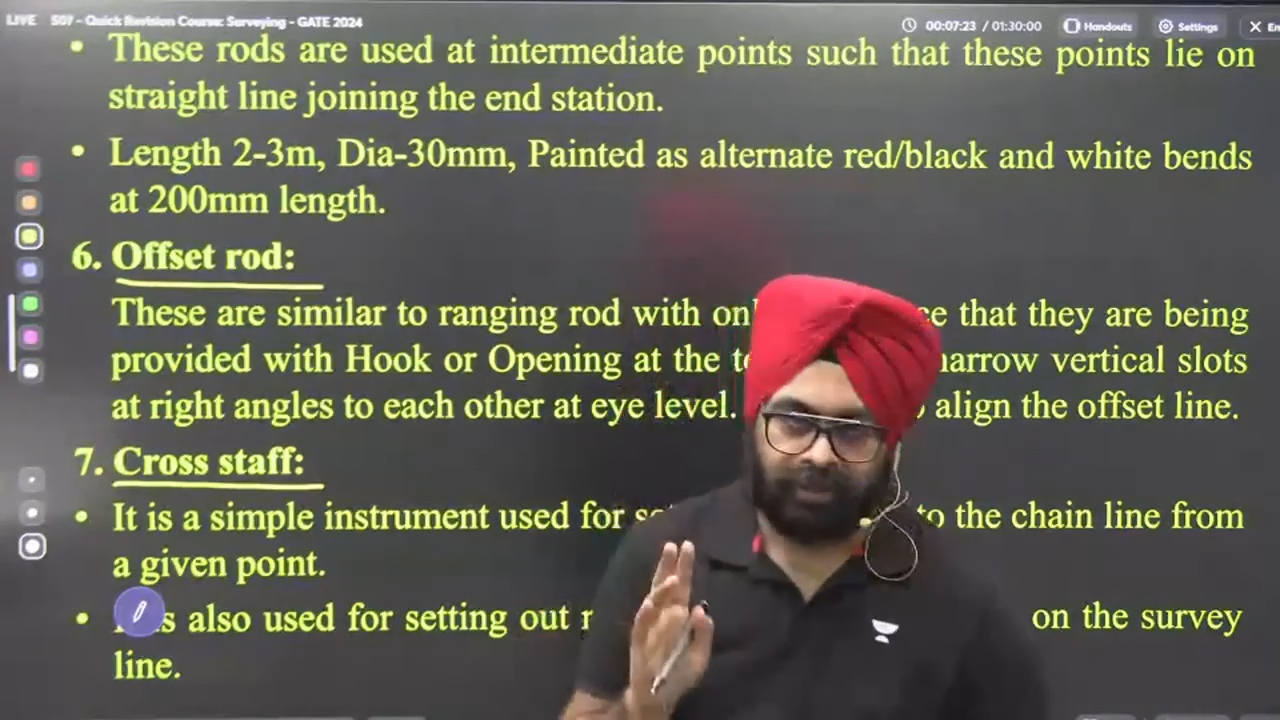 LIVE S07 - Quick Revision Course: Surveying - GATE 2024
00:07:23 / 01:30:00 Handouts Settings
• These rods are used at intermediate points such that these points lie on
straight line joining the end station.
• Length 2-3m, Dia-30mm, Painted as alternate red/black and white bends
at 200mm length.
6. Offset rod:
These are similar to ranging rod with that they are being
provided with Hook or Opening at the narrow vertical slots
at right angles to each other at eye level. align the offset line.
7. Cross staff:
• It is a simple instrument used for to the chain line from
a given point.
• also used for setting out on the survey
line.